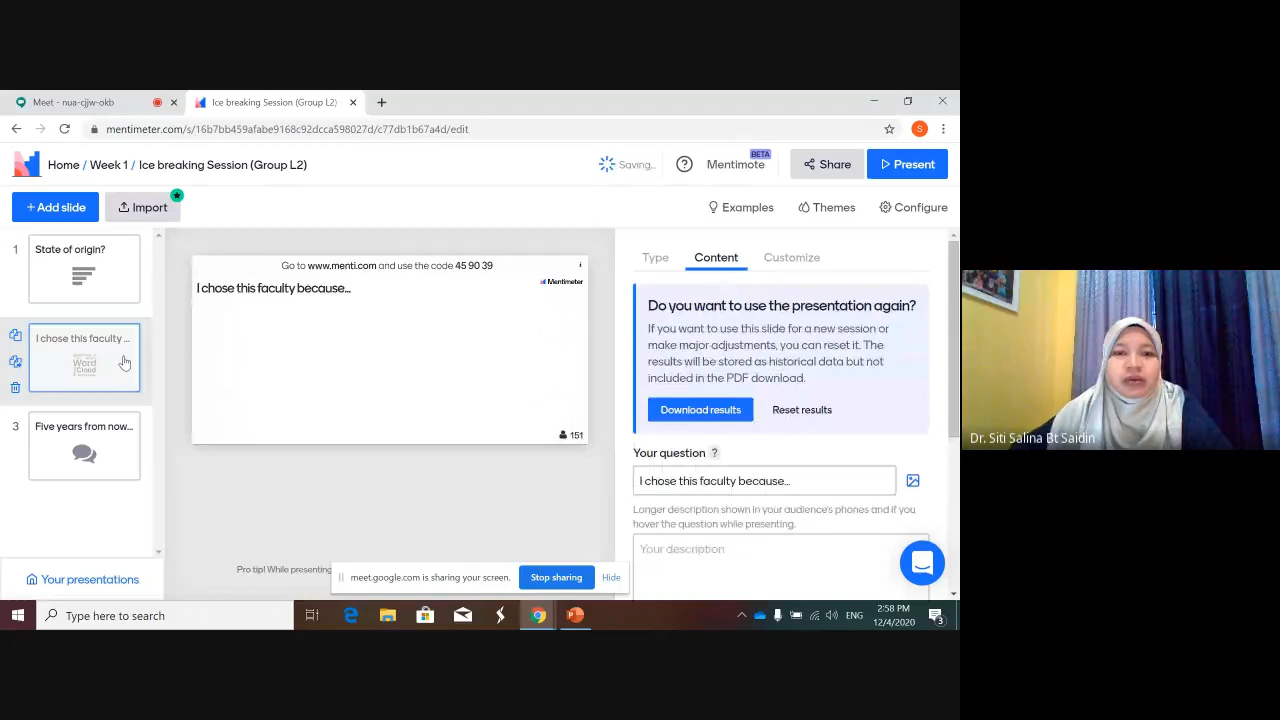 Meet - nua-cjjw-okb
Ice breaking Session (Group L2)
mentimeter.com/s/16b7bb459afabe9168c92dcca598027d/c77db1b67a4d/edit
S
Home / Week 1 / Ice breaking Session (Group L2)
Saving..
?
Mentimote
BETA
Share
Present
+ Add slide
Import
Examples
Themes
Configure
1
State of origin?
I chose this faculty ...
Word
Cloud
3
Five years from now...
Your presentations
Go to www.menti.com and use the code 45 90 39
I chose this faculty because...
Mentimeter
151
Pro tip! While presenting
Type
Content
Customize
Do you want to use the presentation again?
If you want to use this slide for a new session or
make major adjustments, you can reset it. The
results will be stored as historical data but not
included in the PDF download.
Download results
Reset results
Your question ?
I chose this faculty because...
Longer description shown in your audience's phones and if you
hover the question while presenting.
Your description
meet.google.com is sharing your screen.
Stop sharing
Hide
Type here to search
ENG
2:58 PM
12/4/2020
3
Dr. Siti Salina Bt Saidin